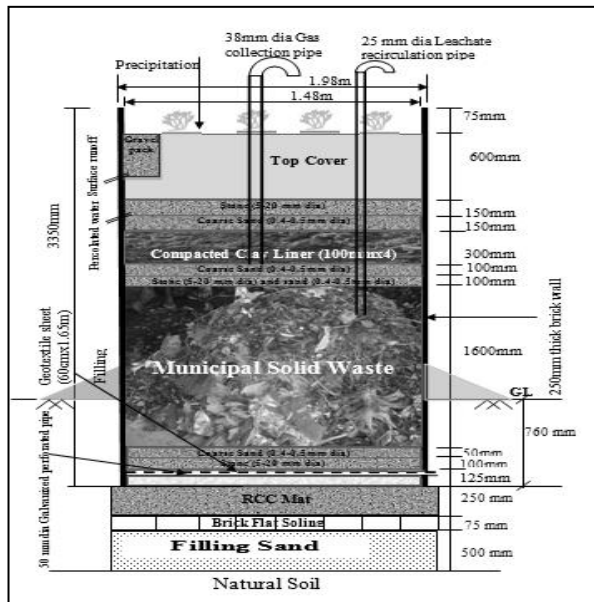 38mm dia Gas
collection pipe
25 mm dia Leachate
recirculation pipe
Precipitation
1.98m
1.48m
75mm
Gravel
pack
Top Cover
600mm
Percolated water Surface runoff
3350mm
Stone (5-20 mm dia)
150mm
Coarse Sand (0.4-0.5mm dia)
150mm
Compacted Clay Liner (100mmx4)
300mm
Coarse Sand (0.4-0.5mm dia)
100mm
Stone (5-20 mm dia) and sand (0.4-0.5mm dia)
100mm
Geotextile sheet
(60mmx1.65m)
Filling
Municipal Solid Waste
1600mm
250mm thick brick wall
GL
760 mm
Coarse Sand (0.4-0.5mm dia)
50mm
Stone (5-20 mm dia)
100mm
125mm
50 mm dia Galvanized perforated pipe
RCC Mat
250 mm
Brick Flat Soling
75 mm
Filling Sand
500 mm
Natural Soil